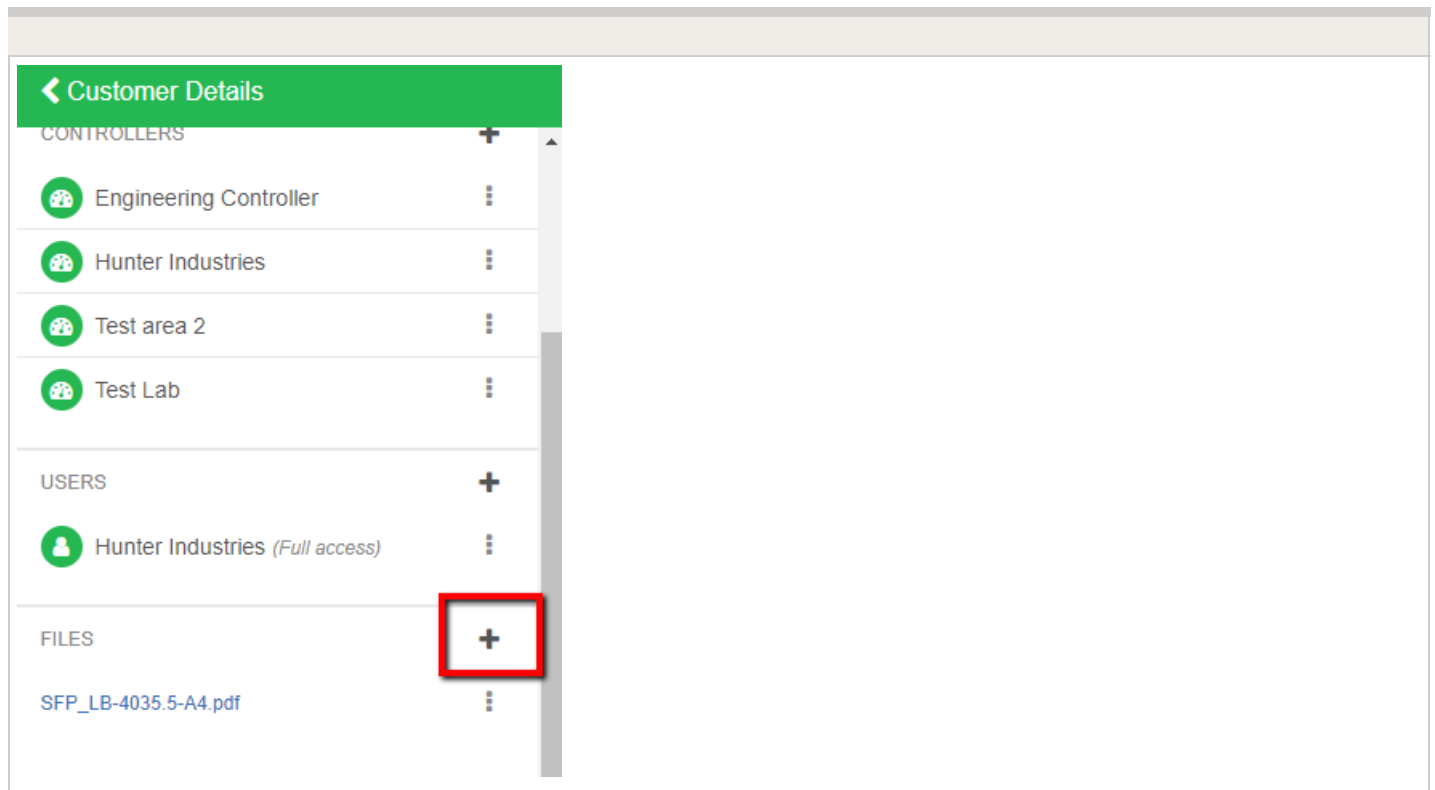 Customer Details
CONTROLLERS
Engineering Controller
Hunter Industries
Test area 2
Test Lab
USERS
Hunter Industries (Full access)
FILES
SFP_LB-4035.5-A4.pdf